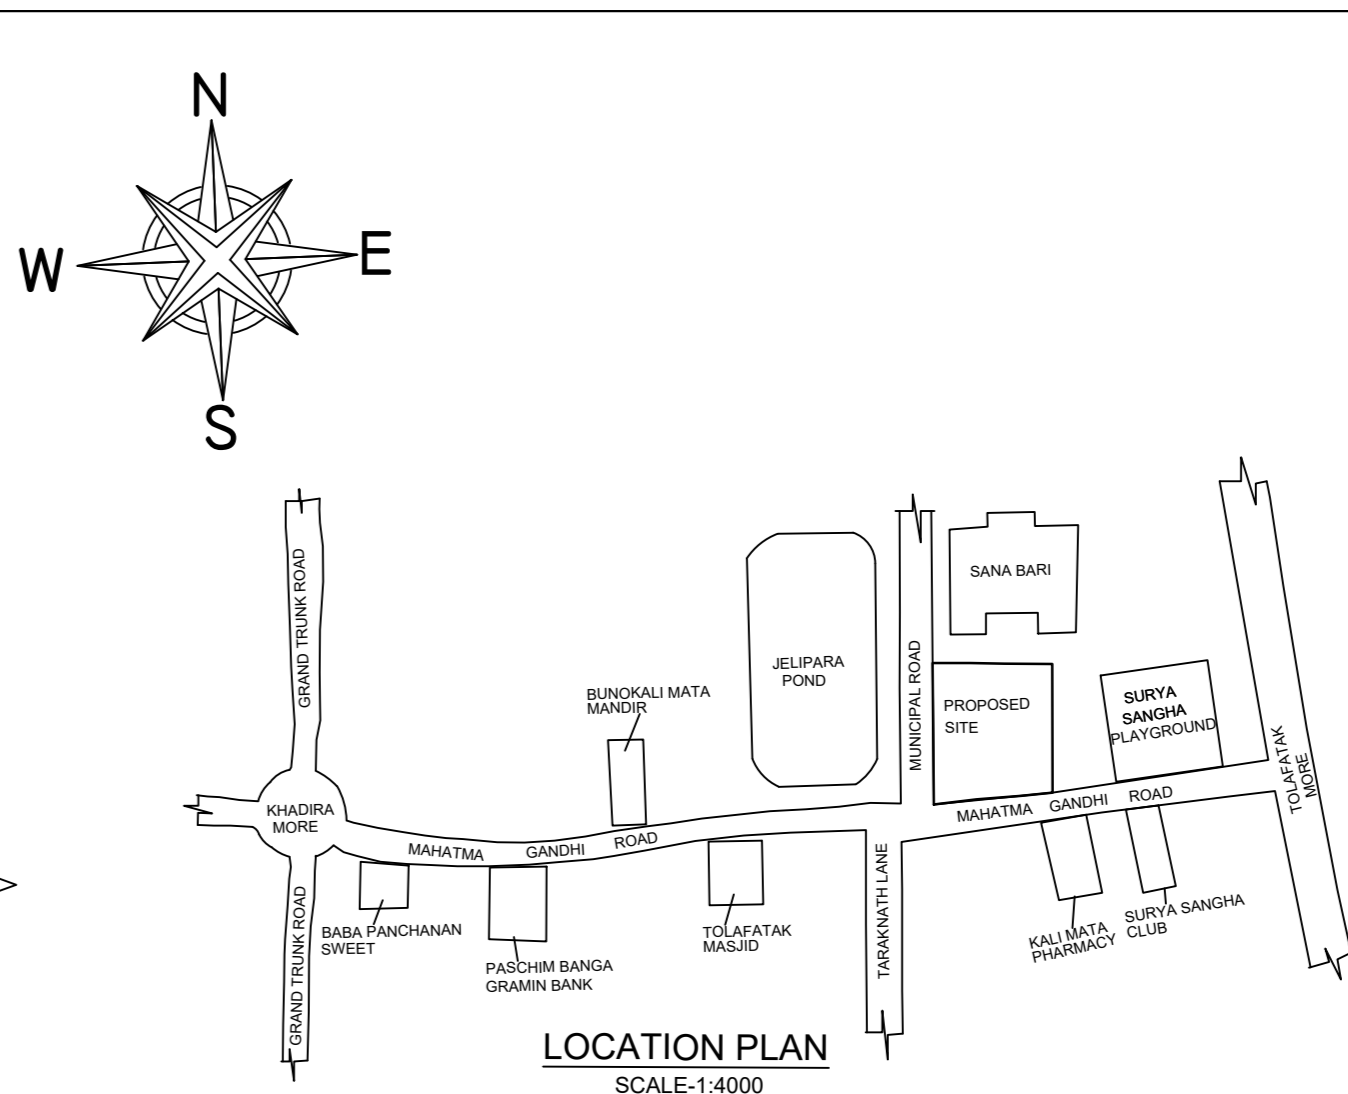 N
W
E
S
GRAND TRUNK ROAD
KHADIRA
MORE
GRAND TRUNK ROAD
MAHATMA GANDHI ROAD
BABA PANCHANAN
SWEET
PASCHIM BANGA
GRAMIN BANK
BUNOKALI MATA
MANDIR
TOLAFATAK
MASJID
JELIPARA
POND
MUNICIPAL ROAD
TARAKNATH LANE
SANA BARI
PROPOSED
SITE
SURYA
SANGHA
PLAYGROUND
MAHATMA GANDHI ROAD
KALI MATA
PHARMACY
SURYA SANGHA
CLUB
TOLAFATAK
MORE
LOCATION PLAN
SCALE-1:4000